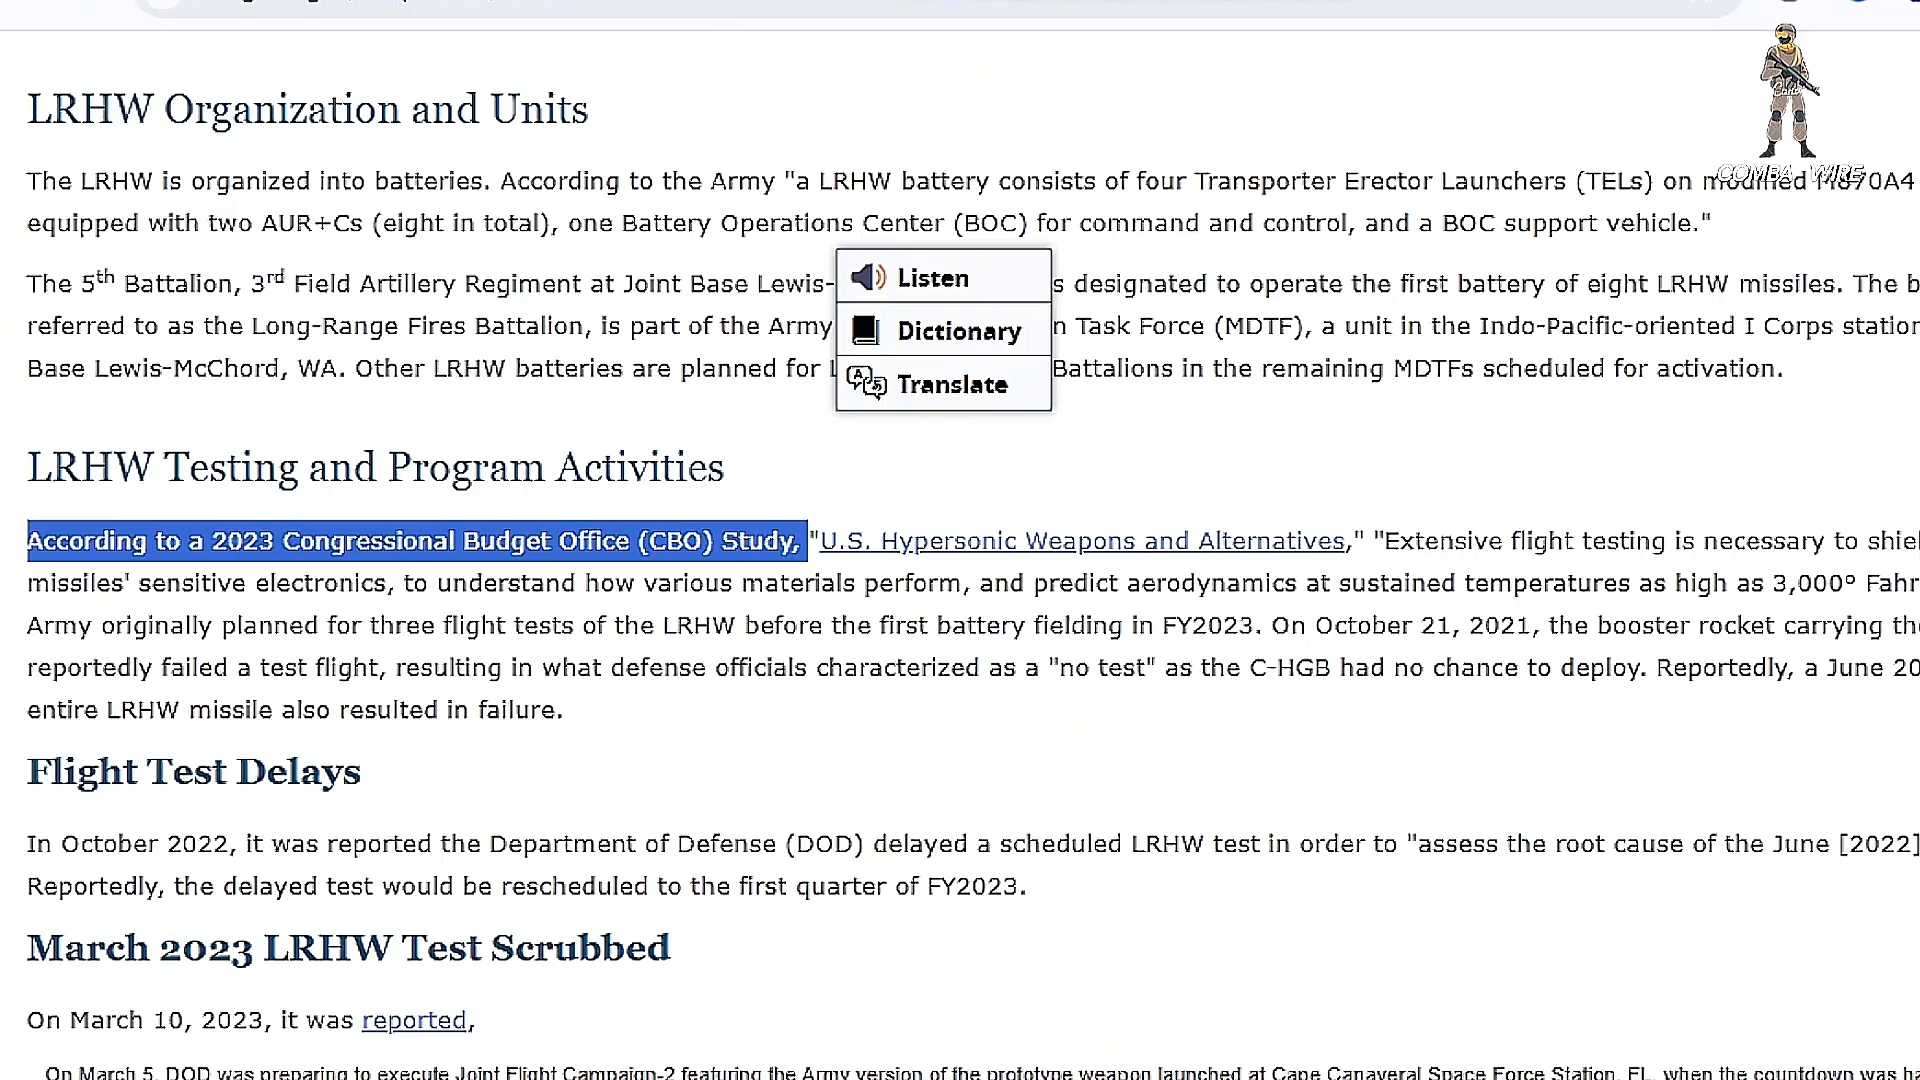 LRHW Organization and Units
The LRHW is organized into batteries. According to the Army "a LRHW battery consists of four Transporter Erector Launchers (TELs) on modified M870A4
equipped with two AUR+Cs (eight in total), one Battery Operations Center (BOC) for command and control, and a BOC support vehicle."
The 5th Battalion, 3rd Field Artillery Regiment at Joint Base Lewis- s designated to operate the first battery of eight LRHW missiles. The b
referred to as the Long-Range Fires Battalion, is part of the Army n Task Force (MDTF), a unit in the Indo-Pacific-oriented I Corps station
Base Lewis-McChord, WA. Other LRHW batteries are planned for Battalions in the remaining MDTFs scheduled for activation.
Listen
Dictionary
Translate
LRHW Testing and Program Activities
According to a 2023 Congressional Budget Office (CBO) Study, "U.S. Hypersonic Weapons and Alternatives," "Extensive flight testing is necessary to shiel
missiles' sensitive electronics, to understand how various materials perform, and predict aerodynamics at sustained temperatures as high as 3,000º Fahr
Army originally planned for three flight tests of the LRHW before the first battery fielding in FY2023. On October 21, 2021, the booster rocket carrying the
reportedly failed a test flight, resulting in what defense officials characterized as a "no test" as the C-HGB had no chance to deploy. Reportedly, a June 20
entire LRHW missile also resulted in failure.
Flight Test Delays
In October 2022, it was reported the Department of Defense (DOD) delayed a scheduled LRHW test in order to "assess the root cause of the June [2022]
Reportedly, the delayed test would be rescheduled to the first quarter of FY2023.
March 2023 LRHW Test Scrubbed
On March 10, 2023, it was reported,
On March 5, DOD was preparing to execute Joint Flight Campaign-2 featuring the Army version of the prototype weapon launched at Cape Canaveral Space Force Station, FL, when the countdown was ha